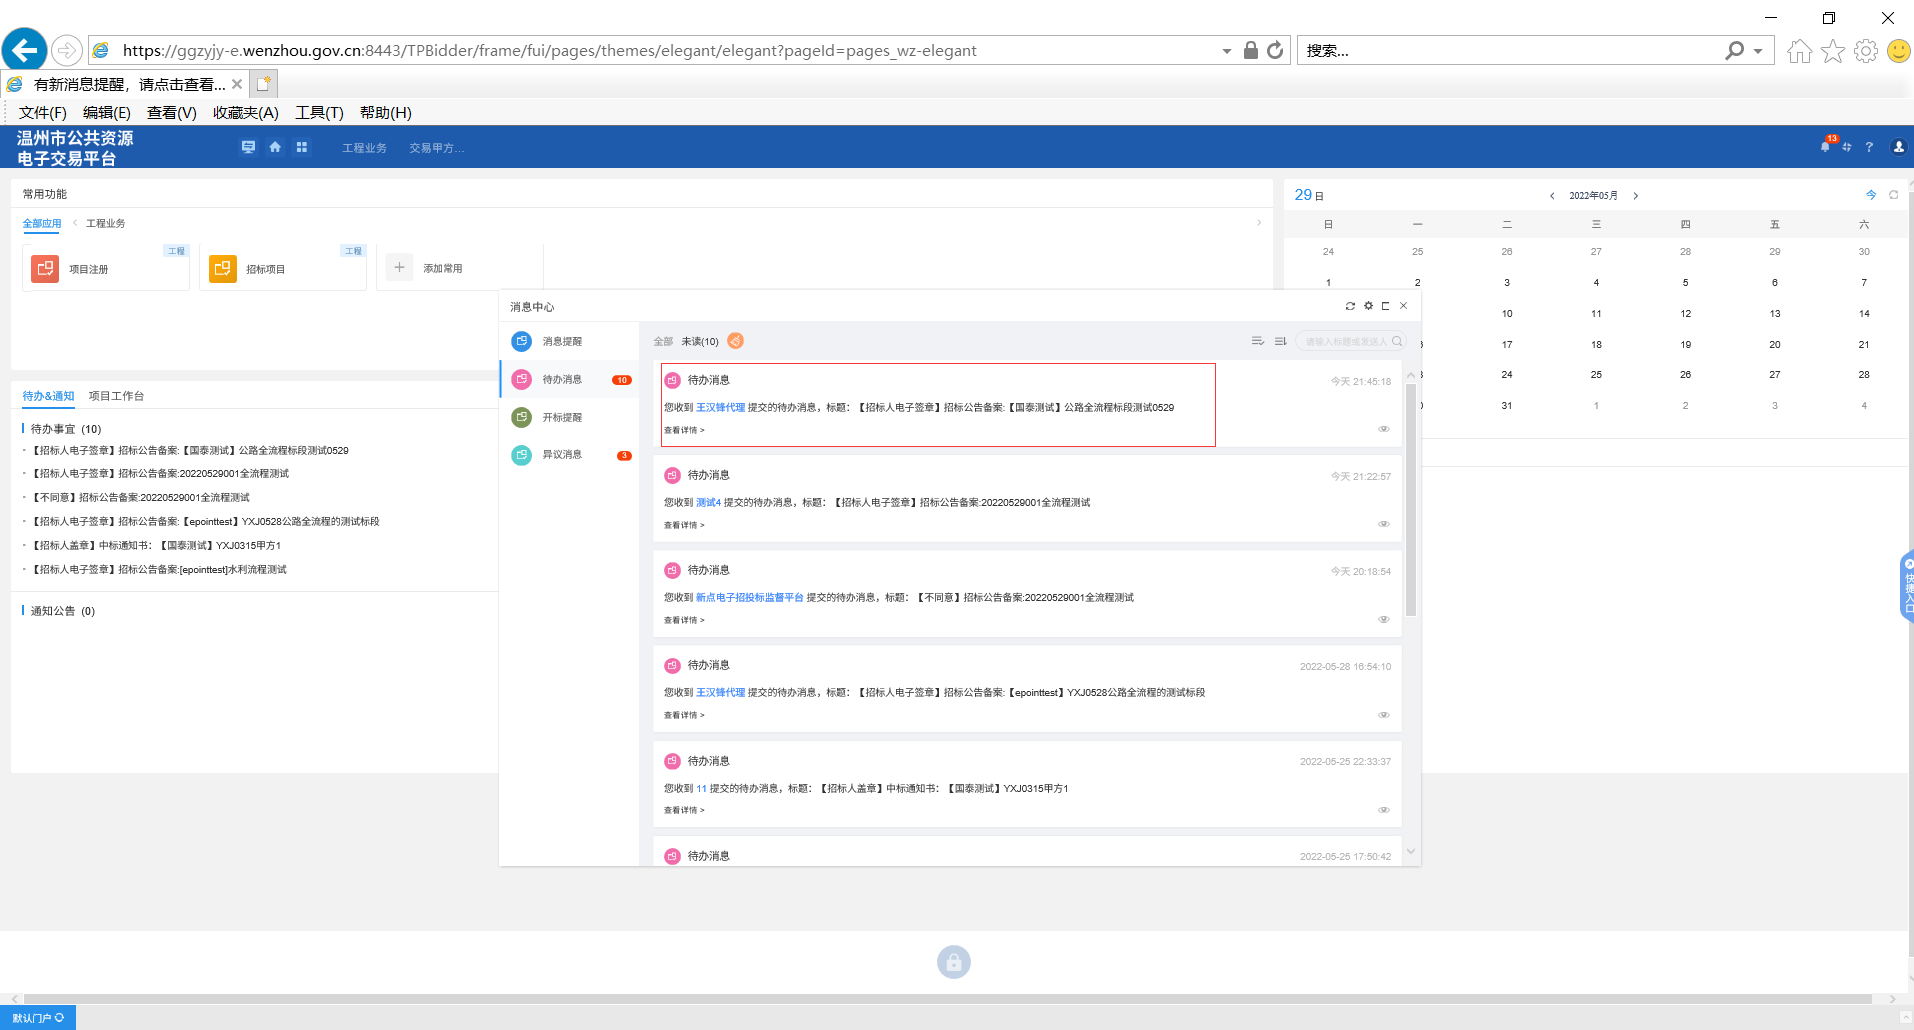 https://ggzyjy-e.wenzhou.gov.cn:8443/TPBidder/frame/fui/pages/themes/elegant/elegant?pageId=pages_wz-elegant
搜索...
有新消息提醒，请点击查看...
文件(F) 编辑(E) 查看(V) 收藏夹(A) 工具(T) 帮助(H)
温州市公共资源
电子交易平台
工程业务 交易甲方...
13
?
常用功能
全部应用 < 工程业务 >
工程
项目注册
工程
招标项目
添加常用
待办&通知 项目工作台
待办事宜 (10)
【招标人电子签章】招标公告备案:【国泰测试】公路全流程标段测试0529
【招标人电子签章】招标公告备案:20220529001全流程测试
【不同意】招标公告备案:20220529001全流程测试
【招标人电子签章】招标公告备案:【epointtest】YXJ0528公路全流程的测试标段
【招标人盖章】中标通知书：【国泰测试】YXJ0315甲方1
【招标人电子签章】招标公告备案:[epointtest]水利流程测试
通知公告 (0)
消息中心
消息提醒
待办消息 10
开标提醒
异议消息 3
全部 未读(10)
请输入标题或发送人
待办消息 今天 21:45:18
您收到 王汉锋代理 提交的待办消息，标题：【招标人电子签章】招标公告备案:【国泰测试】公路全流程标段测试0529
查看详情 >
待办消息 今天 21:22:57
您收到 测试4 提交的待办消息，标题：【招标人电子签章】招标公告备案:20220529001全流程测试
查看详情 >
待办消息 今天 20:18:54
您收到 新点电子招投标监督平台 提交的待办消息，标题：【不同意】招标公告备案:20220529001全流程测试
查看详情 >
待办消息 2022-05-28 16:54:10
您收到 王汉锋代理 提交的待办消息，标题：【招标人电子签章】招标公告备案:【epointtest】YXJ0528公路全流程的测试标段
查看详情 >
待办消息 2022-05-25 22:33:37
您收到 11 提交的待办消息，标题：【招标人盖章】中标通知书：【国泰测试】YXJ0315甲方1
查看详情 >
待办消息 2022-05-25 17:50:42
29 日 < 2022年05月 > 今
日 一 二 三 四 五 六
24 25 26 27 28 29 30
1 2 3 4 5 6 7
10 11 12 13 14
17 18 19 20 21
24 25 26 27 28
31 1 2 3 4
快捷入口
默认门户